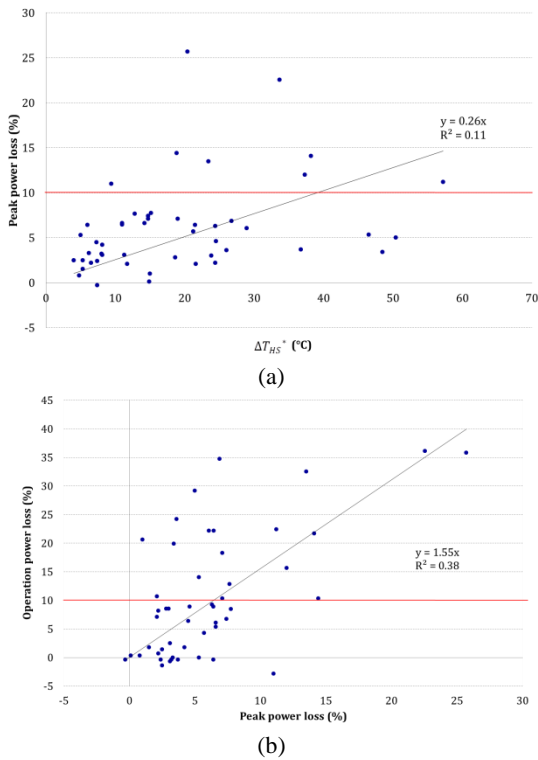 30
25
20
15
10
5
0
-5
Peak power loss (%)
y = 0.26x
R² = 0.11
0 10 20 30 40 50 60 70
ΔT_HS* (°C)
(a)
45
40
35
30
25
20
15
10
5
0
-5
Operation power loss (%)
y = 1.55x
R² = 0.38
-5 0 5 10 15 20 25 30
Peak power loss (%)
(b)